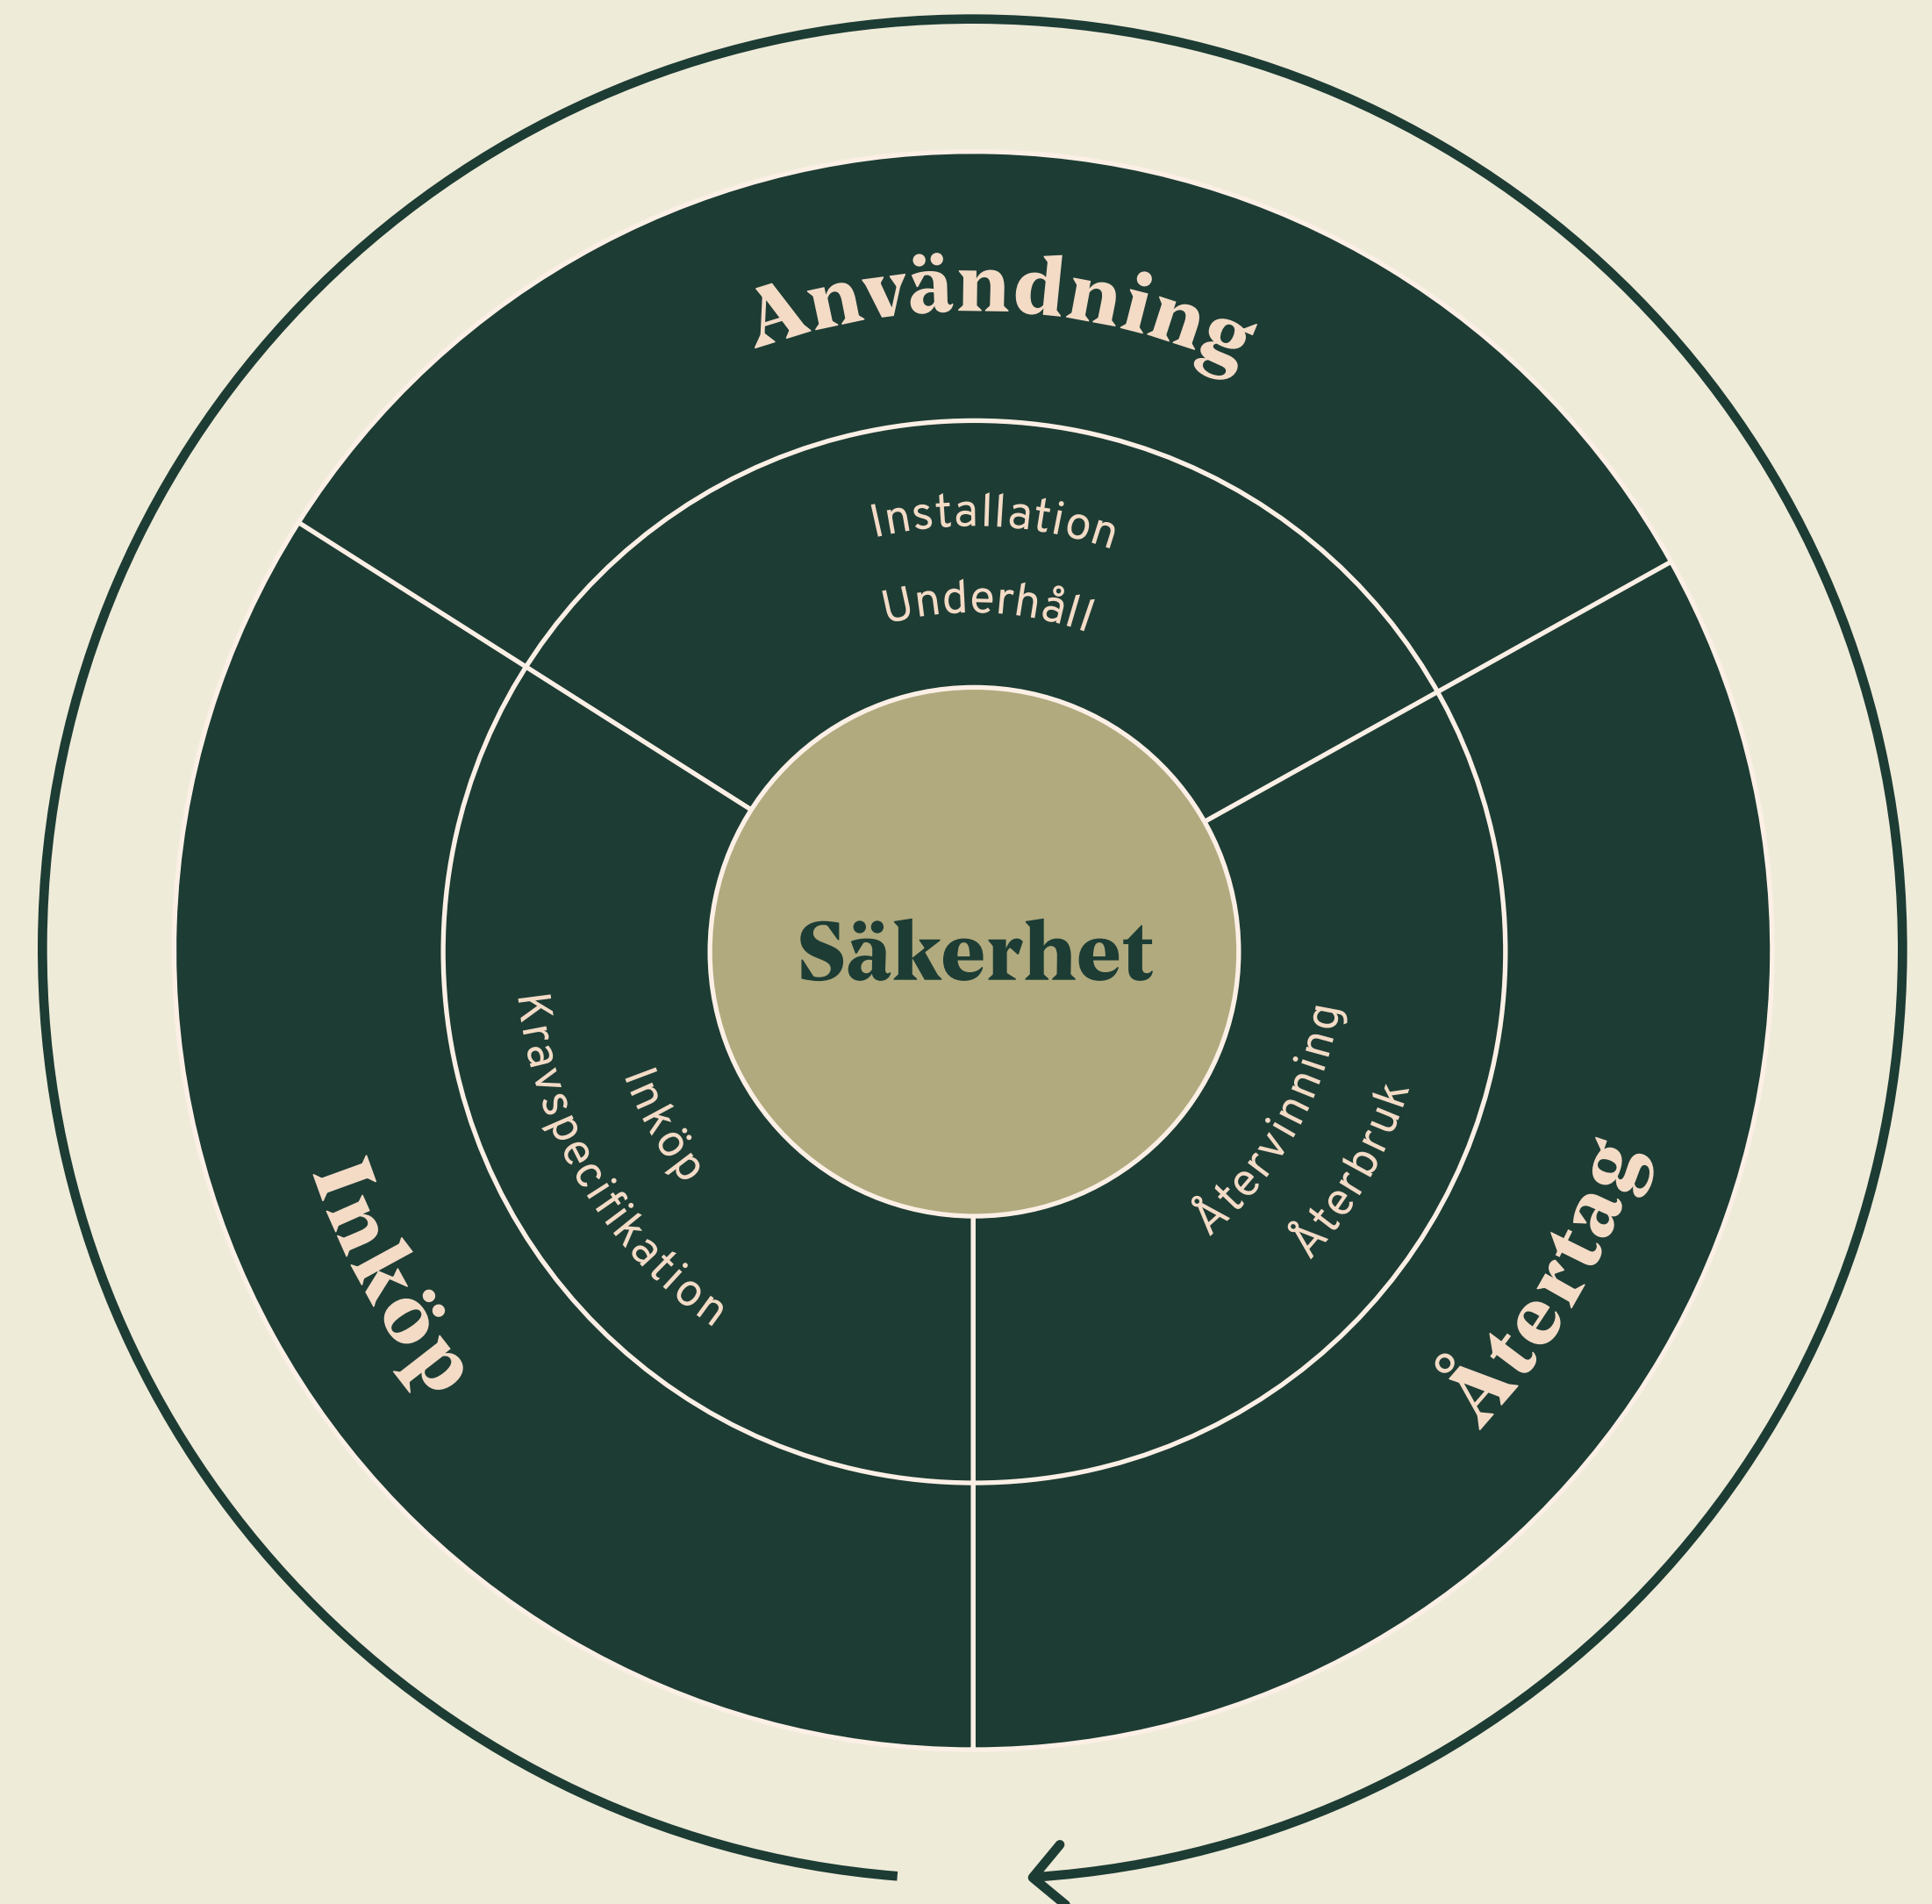 Användning
Installation
Underhåll
Säkerhet
Kravspecifikation
Inköp
Inköp
Återvinning
Återbruk
Återtag